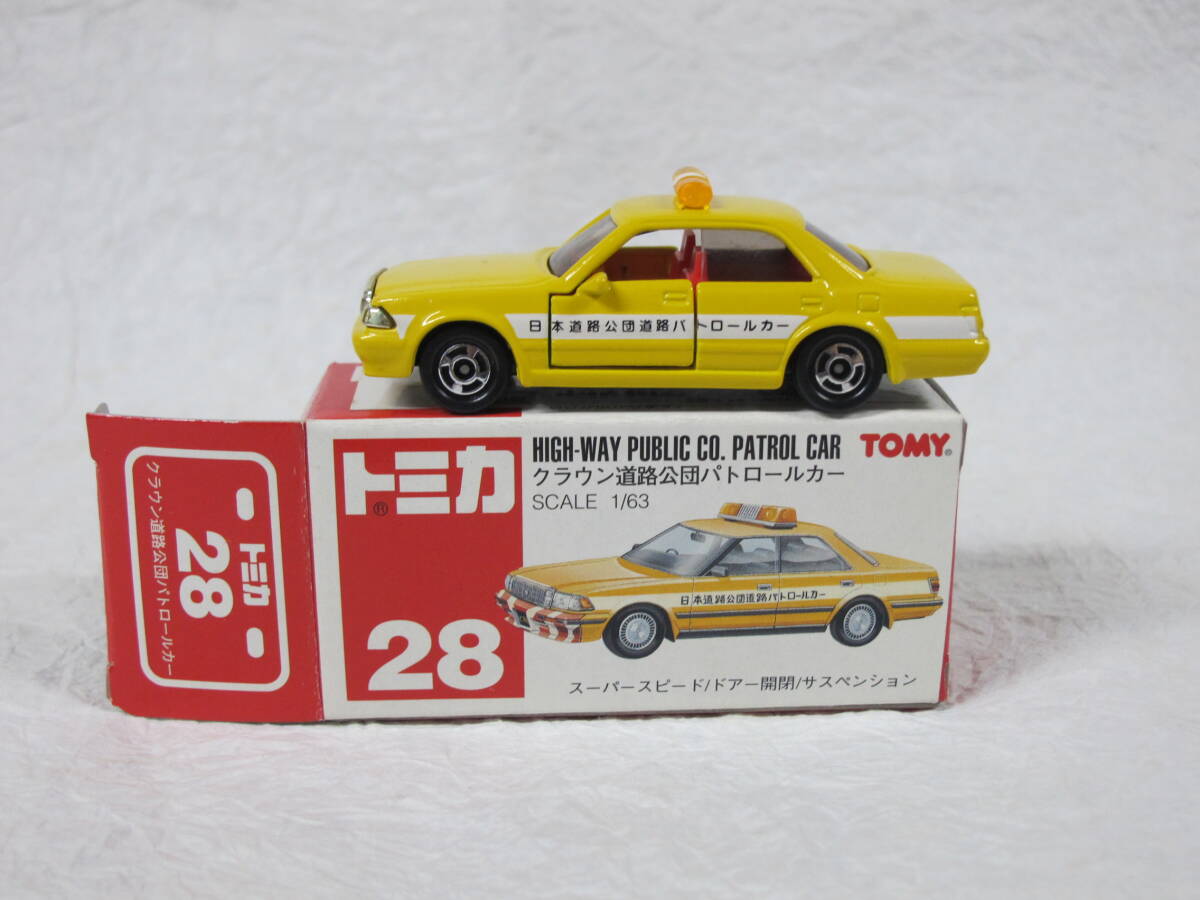 日本道路公団道路パトロールカー
トミカ®
HIGH-WAY PUBLIC CO. PATROL CAR
TOMY®
クラウン道路公団パトロールカー
SCALE 1/63
日本道路公団道路パトロールカー
28
スーパースピード/ドアー開閉/サスペンション
トミカ
28
クラウン道路公団パトロールカー